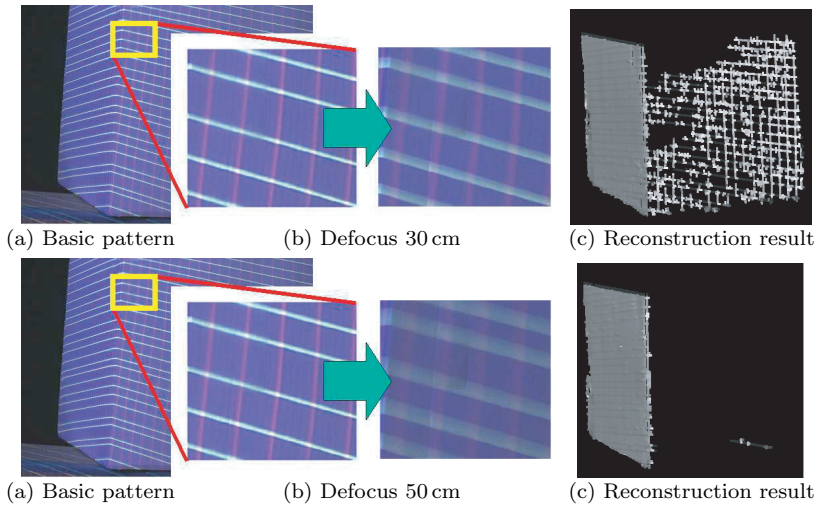 (a) Basic pattern
(b) Defocus 30 cm
(c) Reconstruction result
(a) Basic pattern
(b) Defocus 50 cm
(c) Reconstruction result